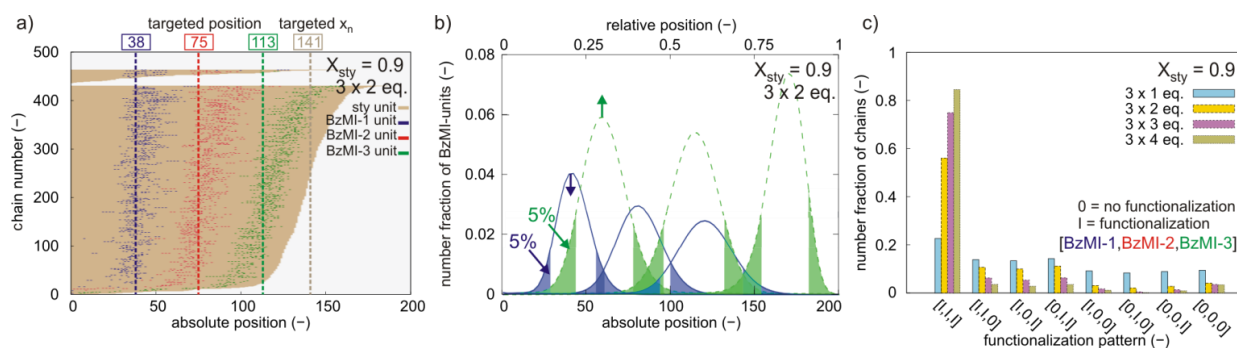 a)
targeted position
targeted xn
38
75
113
141
500
400
300
200
100
0
chain number (−)
Xsty = 0.9
3 x 2 eq.
sty unit
BzMI-1 unit
BzMI-2 unit
BzMI-3 unit
0
50
100
150
200
absolute position (−)
b)
relative position (−)
0
0.25
0.5
0.75
1
0.08
0.06
0.04
0.02
0
number fraction of BzMI-units (−)
Xsty = 0.9
3 x 2 eq.
5%
5%
0
50
100
150
200
absolute position (−)
c)
1
0.8
0.6
0.4
0.2
0
number fraction of chains (−)
Xsty = 0.9
3 x 1 eq.
3 x 2 eq.
3 x 3 eq.
3 x 4 eq.
0 = no functionalization
I = functionalization
[BzMI-1,BzMI-2,BzMI-3]
[I,I,I]
[I,I,0]
[I,0,I]
[0,I,I]
[I,0,0]
[0,I,0]
[0,0,I]
[0,0,0]
functionalization pattern (−)